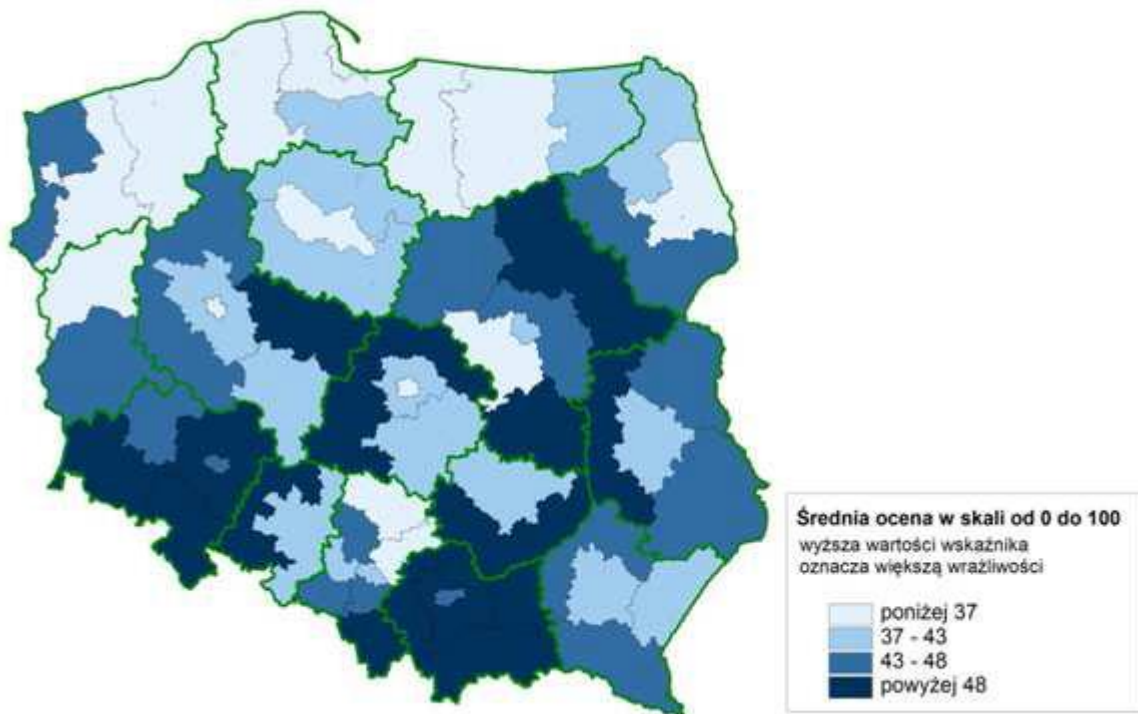 Średnia ocena w skali od 0 do 100
wyższa wartości wskaźnika
oznacza większą wrażliwości
poniżej 37
37 - 43
43 - 48
powyżej 48